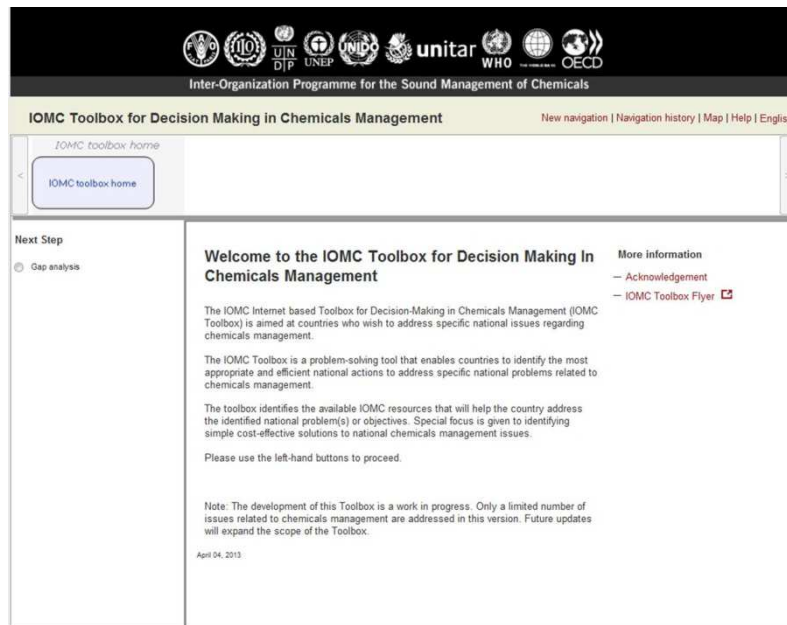 UNDP
UNEP
UNIDO
unitar
WHO
OECD
Inter-Organization Programme for the Sound Management of Chemicals
IOMC Toolbox for Decision Making in Chemicals Management
New navigation | Navigation history | Map | Help | Englis
IOMC toolbox home
<
IOMC toolbox home
>
Next Step
Gap analysis
Welcome to the IOMC Toolbox for Decision Making In
Chemicals Management
The IOMC Internet based Toolbox for Decision-Making in Chemicals Management (IOMC
Toolbox) is aimed at countries who wish to address specific national issues regarding
chemicals management.
The IOMC Toolbox is a problem-solving tool that enables countries to identify the most
appropriate and efficient national actions to address specific national problems related to
chemicals management.
The toolbox identifies the available IOMC resources that will help the country address
the identified national problem(s) or objectives. Special focus is given to identifying
simple cost-effective solutions to national chemicals management issues.
Please use the left-hand buttons to proceed.
Note: The development of this Toolbox is a work in progress. Only a limited number of
issues related to chemicals management are addressed in this version. Future updates
will expand the scope of the Toolbox.
April 04, 2013
More information
— Acknowledgement
— IOMC Toolbox Flyer